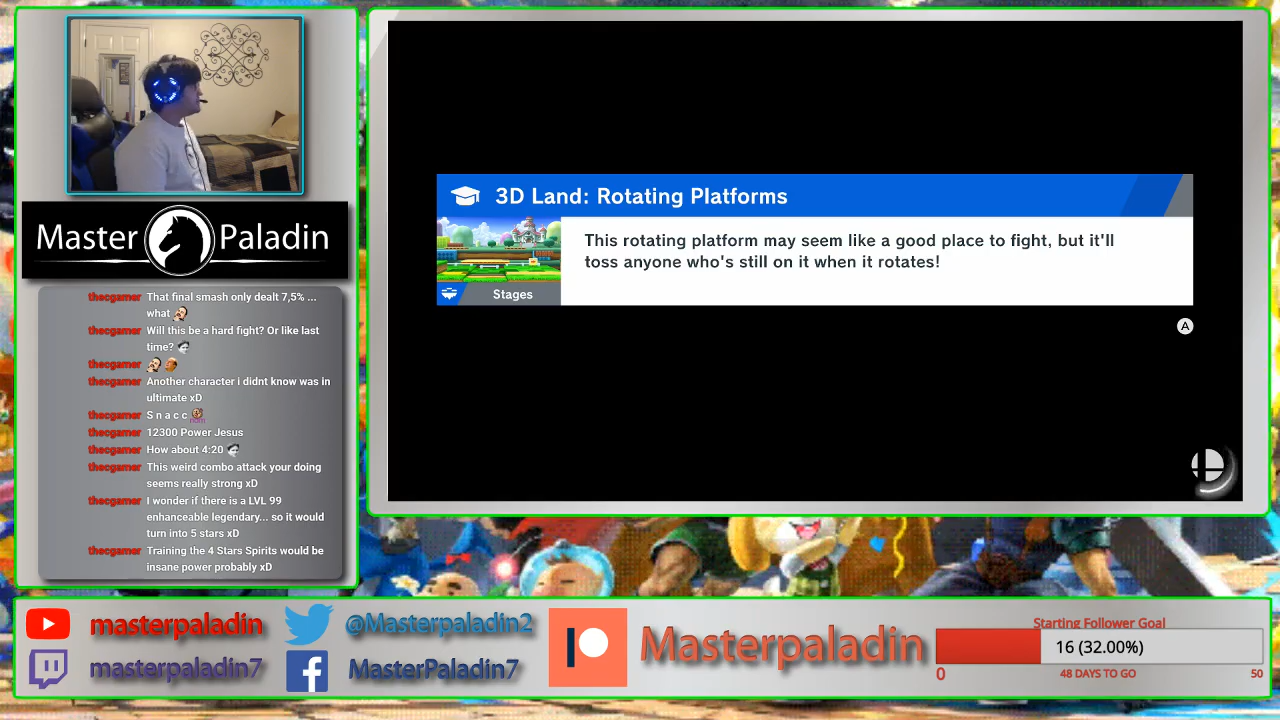 Master Paladin
thecgamer That final smash only dealt 7,5% ...
what
thecgamer Will this be a hard fight? Or like last
time?
thecgamer
thecgamer Another character i didnt know was in
ultimate xD
thecgamer S n a c c
thecgamer 12300 Power Jesus
thecgamer How about 4:20
thecgamer This weird combo attack your doing
seems really strong xD
thecgamer I wonder if there is a LVL 99
enhanceable legendary... so it would
turn into 5 stars xD
thecgamer Training the 4 Stars Spirits would be
insane power probably xD
3D Land: Rotating Platforms
This rotating platform may seem like a good place to fight, but it'll
toss anyone who's still on it when it rotates!
Stages
A
masterpaladin
@Masterpaladin2
masterpaladin7
MasterPaladin7
Masterpaladin
Starting Follower Goal
16 (32.00%)
0 48 DAYS TO GO 50